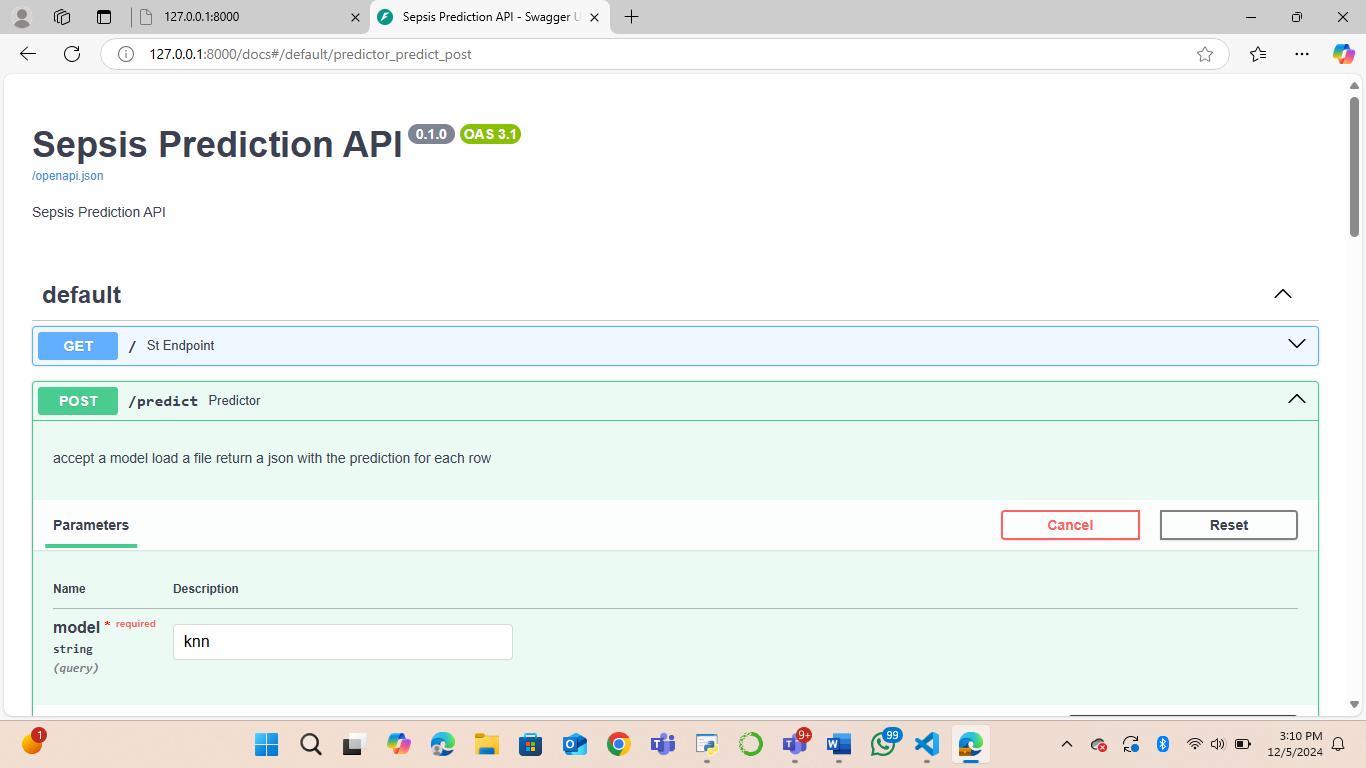 127.0.0.1:8000
Sepsis Prediction API - Swagger U
127.0.0.1:8000/docs#/default/predictor_predict_post
Sepsis Prediction API 0.1.0 OAS 3.1
/openapi.json
Sepsis Prediction API
default
GET / St Endpoint
POST /predict Predictor
accept a model load a file return a json with the prediction for each row
Parameters Cancel Reset
Name Description
model * required
string
(query)
knn
1
9+
99
3:10 PM
12/5/2024